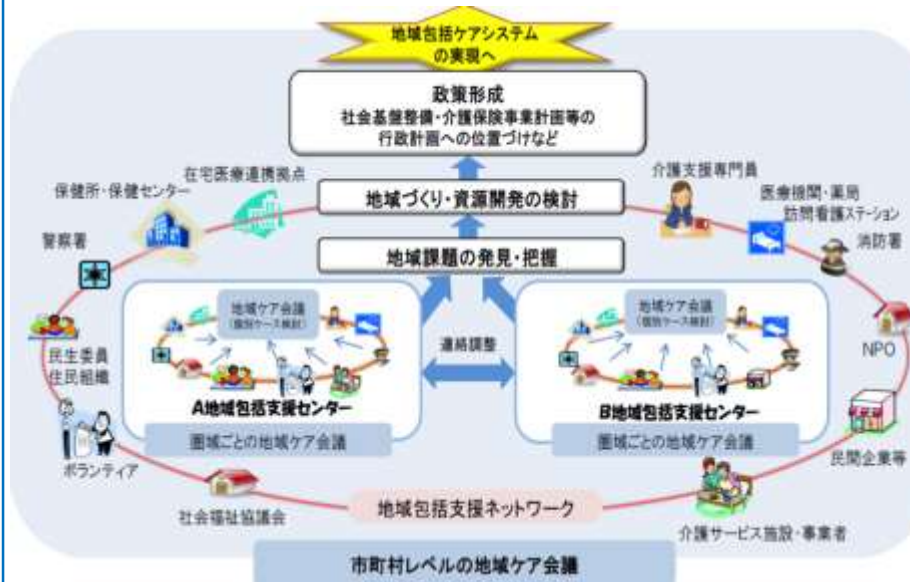 地域包括ケアシステム
の実現へ
政策形成
社会基盤整備・介護保険事業計画等の
行政計画への位置づけなど
地域づくり・資源開発の検討
地域課題の発見・把握
在宅医療連携拠点
保健所・保健センター
警察署
民生委員
住民組織
ボランティア
社会福祉協議会
介護支援専門員
医療機関・薬局
訪問看護ステーション
消防署
NPO
民間企業等
介護サービス施設・事業者
地域ケア会議
(個別ケース検討)
A地域包括支援センター
圏域ごとの地域ケア会議
連絡調整
地域ケア会議
(個別ケース検討)
B地域包括支援センター
圏域ごとの地域ケア会議
地域包括支援ネットワーク
市町村レベルの地域ケア会議